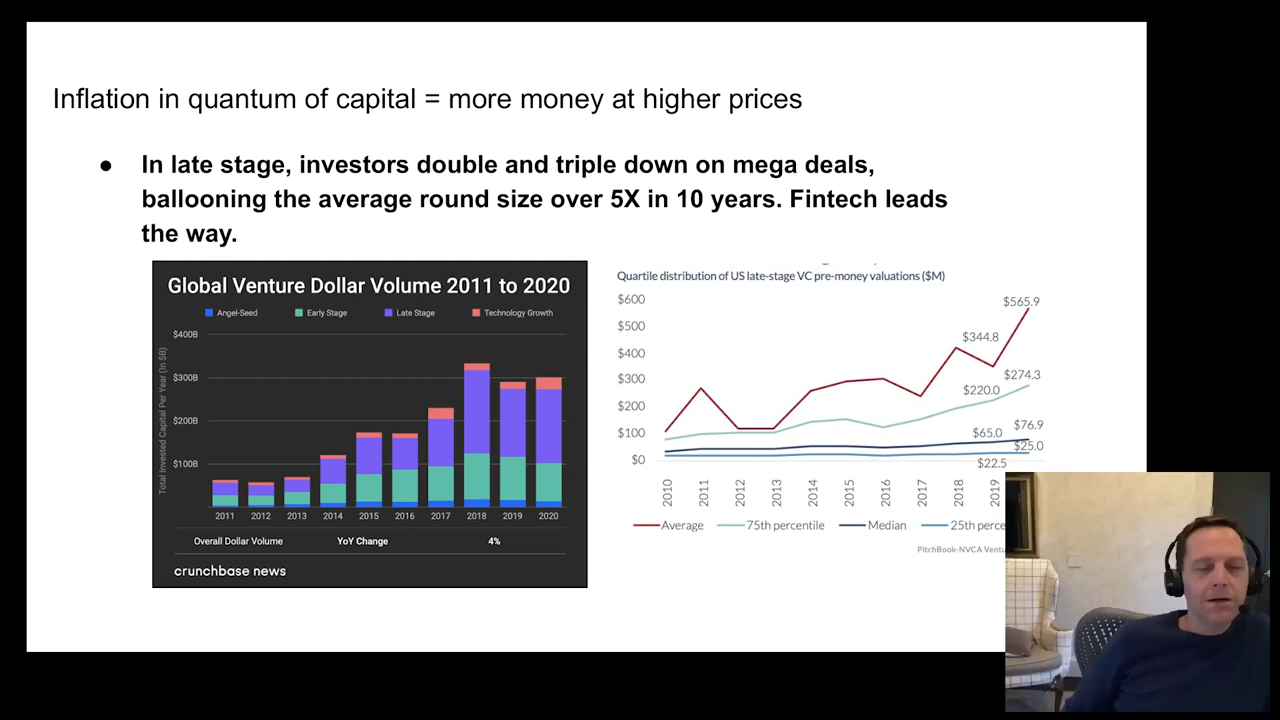 Inflation in quantum of capital = more money at higher prices
● In late stage, investors double and triple down on mega deals,
ballooning the average round size over 5X in 10 years. Fintech leads
the way.
Global Venture Dollar Volume 2011 to 2020
Angel-Seed Early Stage Late Stage Technology Growth
Total Invested Capital Per Year (In $B)
$400B
$300B
$200B
$100B
2011 2012 2013 2014 2015 2016 2017 2018 2019 2020
Overall Dollar Volume YoY Change 4%
crunchbase news
Quartile distribution of US late-stage VC pre-money valuations ($M)
$600
$500
$400
$300
$200
$100
$0
$565.9
$344.8
$274.3
$220.0
$76.9
$65.0
$25.0
$22.5
2010 2011 2012 2013 2014 2015 2016 2017 2018 2019
Average 75th percentile Median 25th perce
PitchBook-NVCA Ventu